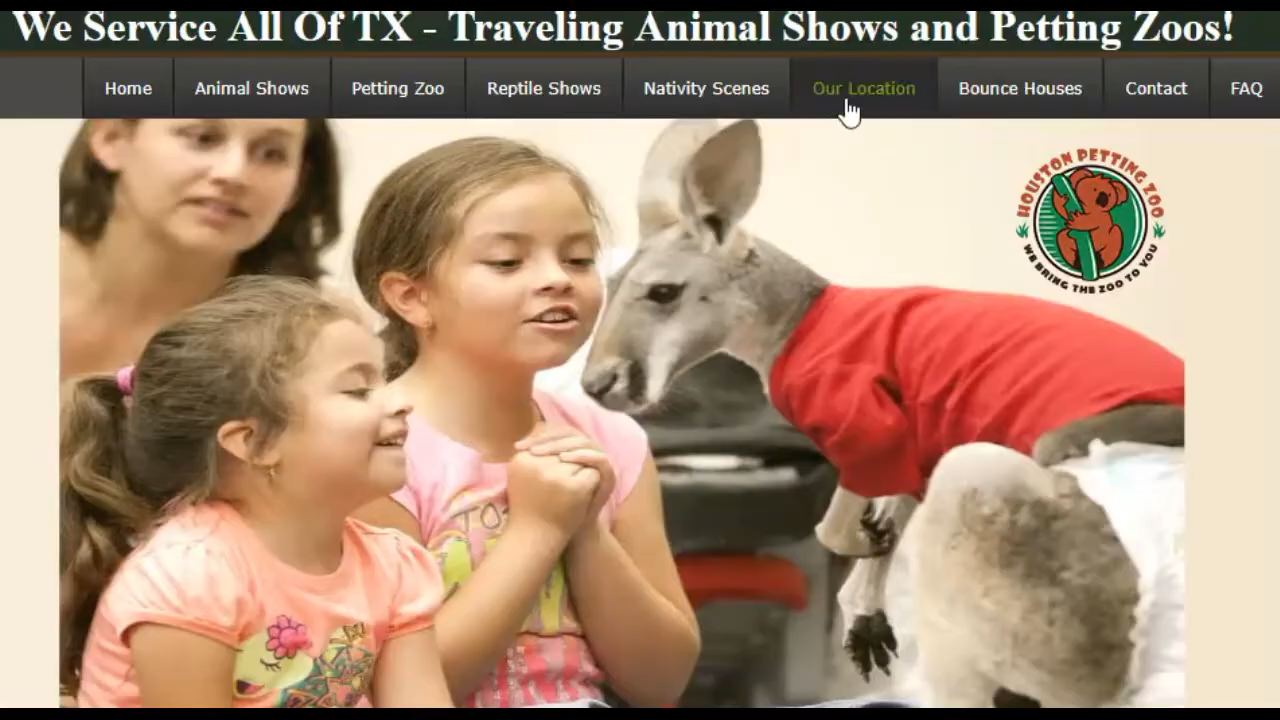 We Service All Of TX - Traveling Animal Shows and Petting Zoos!
Home Animal Shows Petting Zoo Reptile Shows Nativity Scenes Our Location Bounce Houses Contact FAQ
HOUSTON PETTING ZOO
WE BRING THE ZOO TO YOU
TO